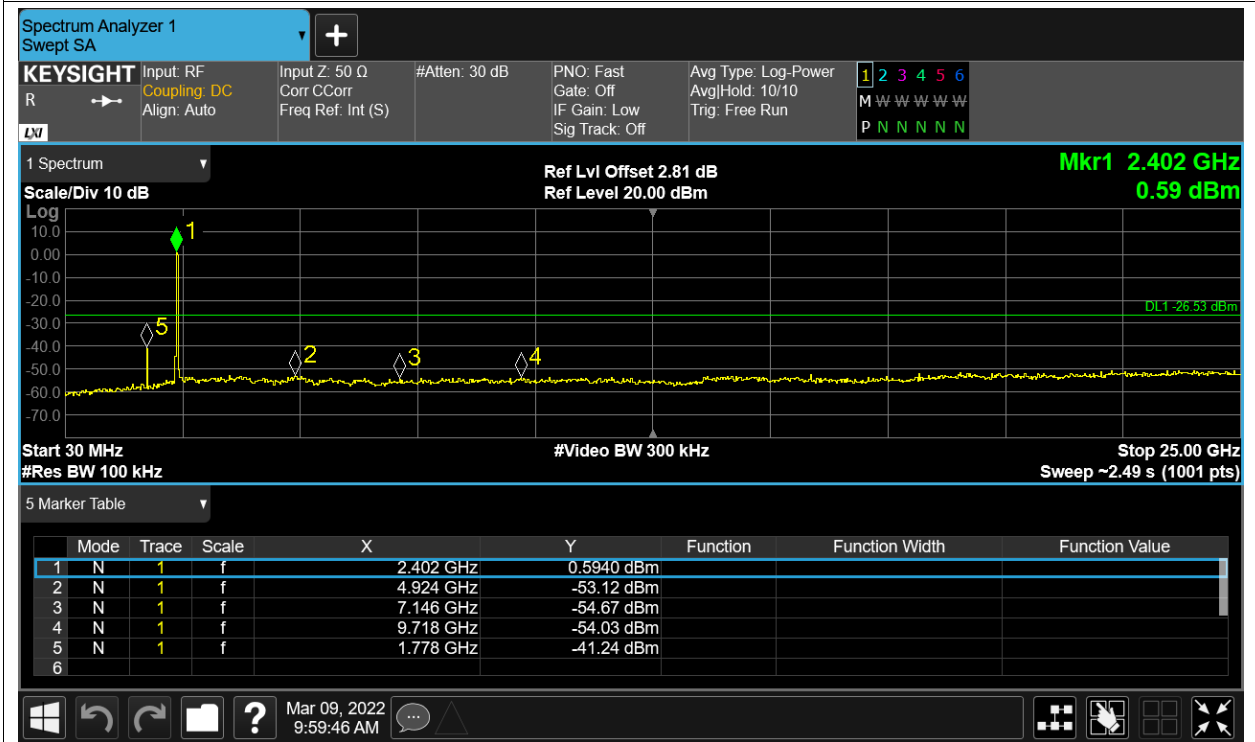 Spectrum Analyzer 1
Swept SA
+
KEYSIGHT
R
LXI
Input: RF
Coupling: DC
Align: Auto
Input Z: 50 Ω
Corr CCorr
Freq Ref: Int (S)
#Atten: 30 dB
PNO: Fast
Gate: Off
IF Gain: Low
Sig Track: Off
Avg Type: Log-Power
Avg|Hold: 10/10
Trig: Free Run
1 2 3 4 5 6
M W W W W W
P N N N N N
1 Spectrum
Scale/Div 10 dB
Ref Lvl Offset 2.81 dB
Ref Level 20.00 dBm
Mkr1 2.402 GHz
0.59 dBm
Log
10.0
0.00
-10.0
-20.0
-30.0
-40.0
-50.0
-60.0
-70.0
1
5
2
3
4
DL1 -26.53 dBm
Start 30 MHz
#Video BW 300 kHz
Stop 25.00 GHz
#Res BW 100 kHz
Sweep ~2.49 s (1001 pts)
5 Marker Table
Mode Trace Scale X Y Function Function Width Function Value
1 N 1 f 2.402 GHz 0.5940 dBm
2 N 1 f 4.924 GHz -53.12 dBm
3 N 1 f 7.146 GHz -54.67 dBm
4 N 1 f 9.718 GHz -54.03 dBm
5 N 1 f 1.778 GHz -41.24 dBm
6
?
Mar 09, 2022
9:59:46 AM